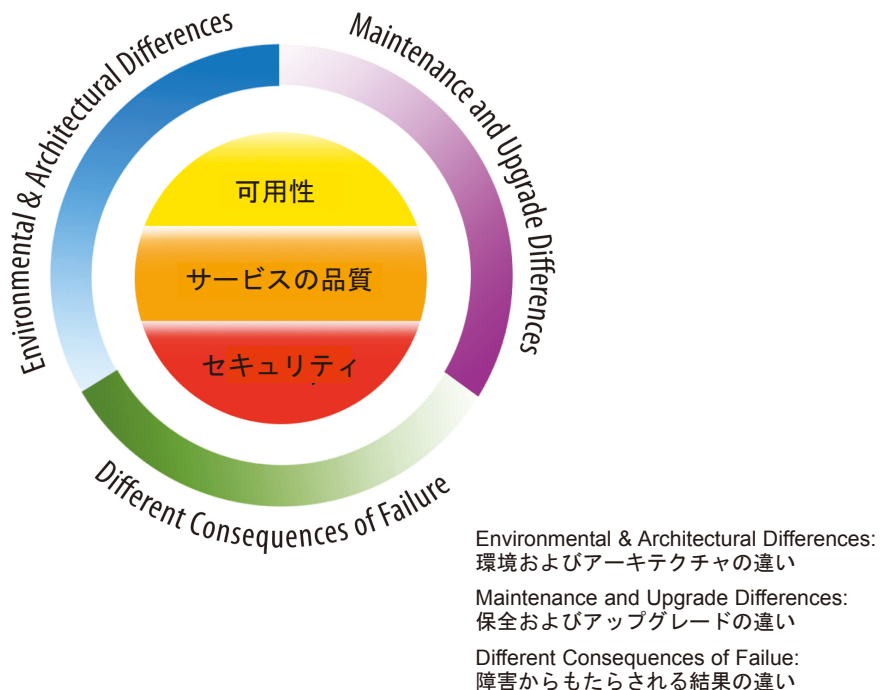 Environmental & Architectural Differences
Maintenance and Upgrade Differences
可用性
サービスの品質
セキュリティ
Different Consequences of Failure
Environmental & Architectural Differences:
環境およびアーキテクチャの違い
Maintenance and Upgrade Differences:
保全およびアップグレードの違い
Different Consequences of Failue:
障害からもたらされる結果の違い